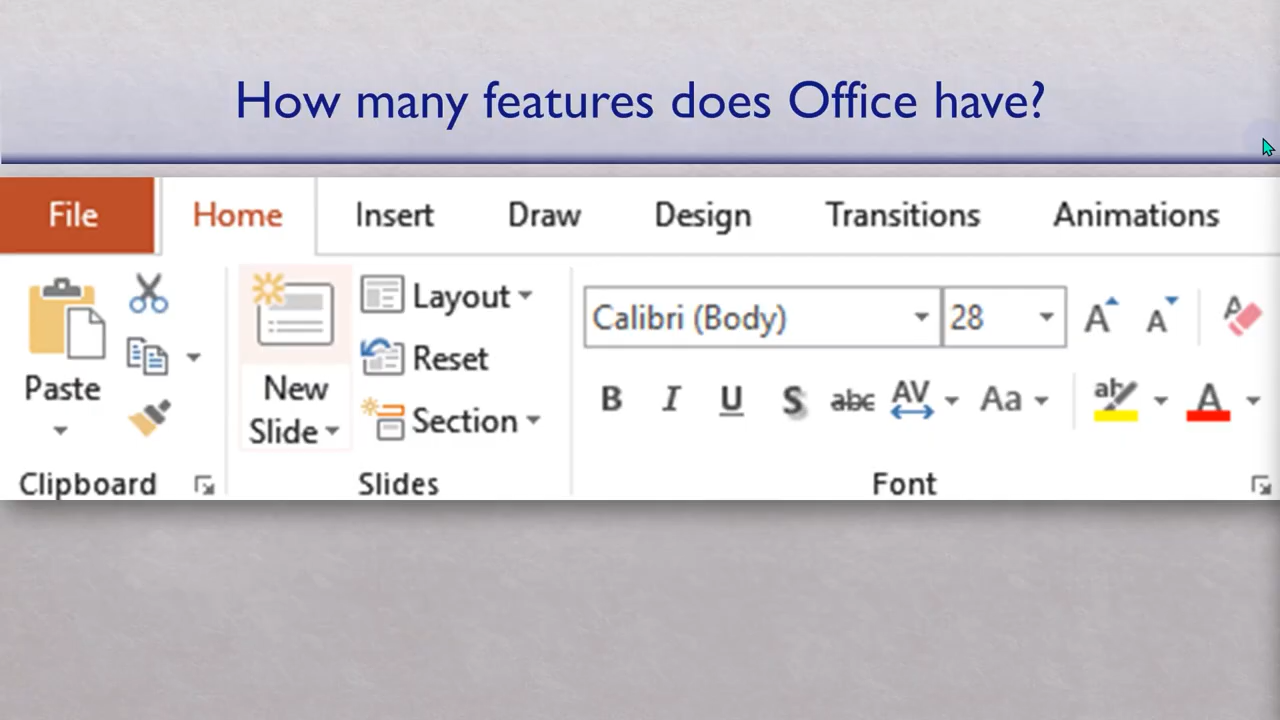 How many features does Office have?
File Home Insert Draw Design Transitions Animations
Layout
Calibri (Body) 28 A A A
Reset
Paste New Slide
B I U S abc AV Aa ab A
Section
Clipboard Slides Font